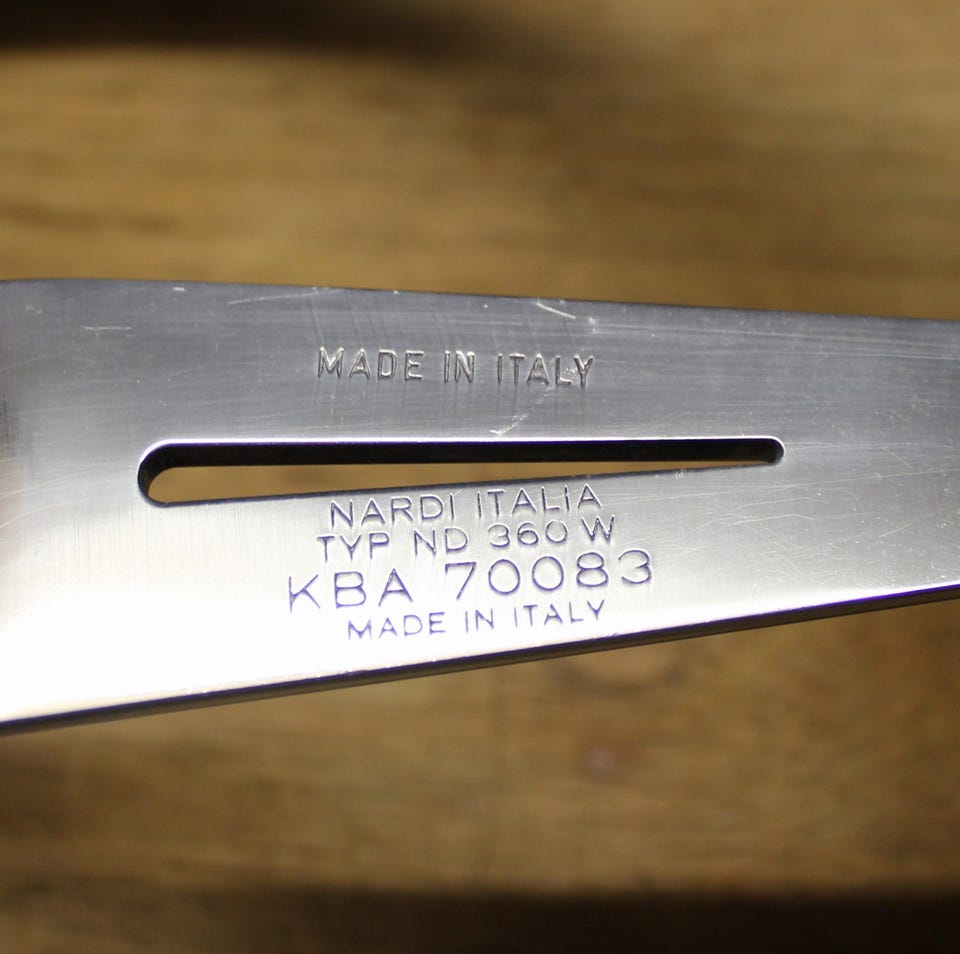 MADE IN ITALY
NARDI ITALIA
TYP ND 360 W
KBA 70083
MADE IN ITALY